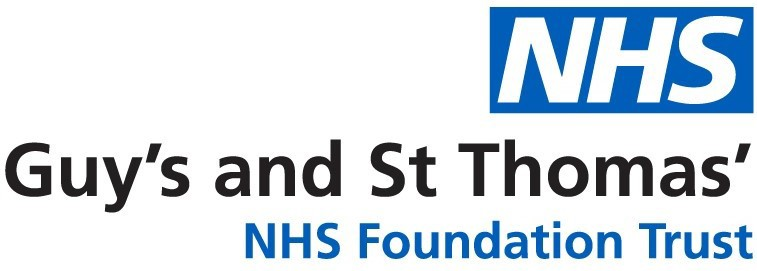 NHS
Guy’s and St Thomas’
NHS Foundation Trust